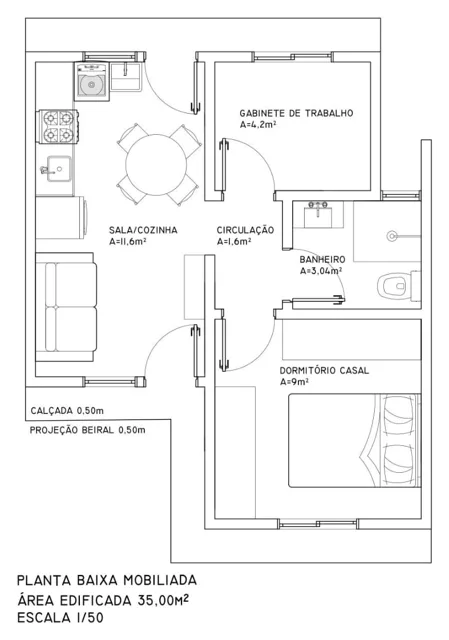 GABINETE DE TRABALHO
A=4,2m²
SALA/COZINHA
A=11,6m²
CIRCULAÇÃO
A=1,6m²
BANHEIRO
A=3,04m²
DORMITÓRIO CASAL
A=9m²
CALÇADA 0,50m
PROJEÇÃO BEIRAL 0,50m
PLANTA BAIXA MOBILIADA
ÁREA EDIFICADA 35,00m²
ESCALA 1/50